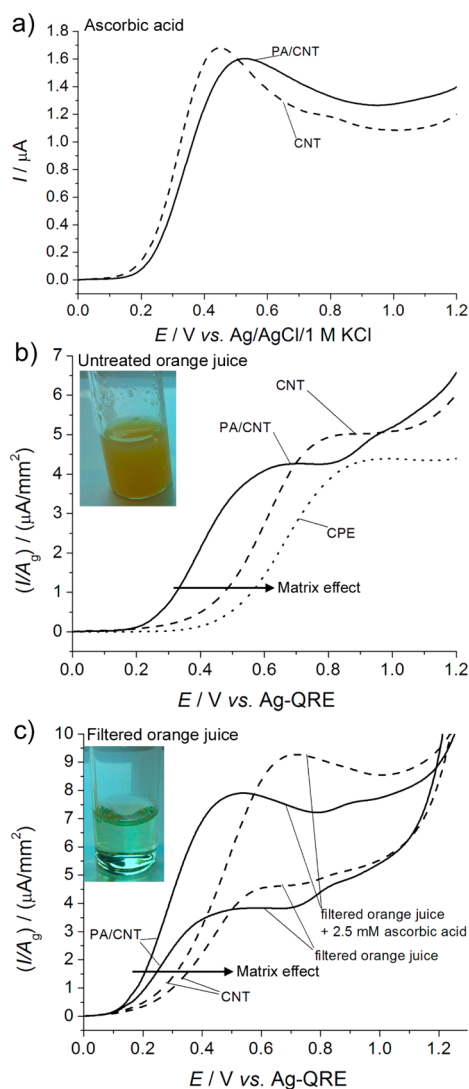 a)
Ascorbic acid
PA/CNT
CNT
I / μA
1.8
1.6
1.4
1.2
1.0
0.8
0.6
0.4
0.2
0.0
0.0 0.2 0.4 0.6 0.8 1.0 1.2
E / V vs. Ag/AgCl/1 M KCl
b)
Untreated orange juice
CNT
PA/CNT
CPE
Matrix effect
(I/Ag) / (μA/mm²)
7
6
5
4
3
2
1
0
0.0 0.2 0.4 0.6 0.8 1.0 1.2
E / V vs. Ag-QRE
c)
Filtered orange juice
PA/CNT
filtered orange juice
+ 2.5 mM ascorbic acid
filtered orange juice
Matrix effect
CNT
(I/Ag) / (μA/mm²)
10
9
8
7
6
5
4
3
2
1
0
0.0 0.2 0.4 0.6 0.8 1.0 1.2
E / V vs. Ag-QRE